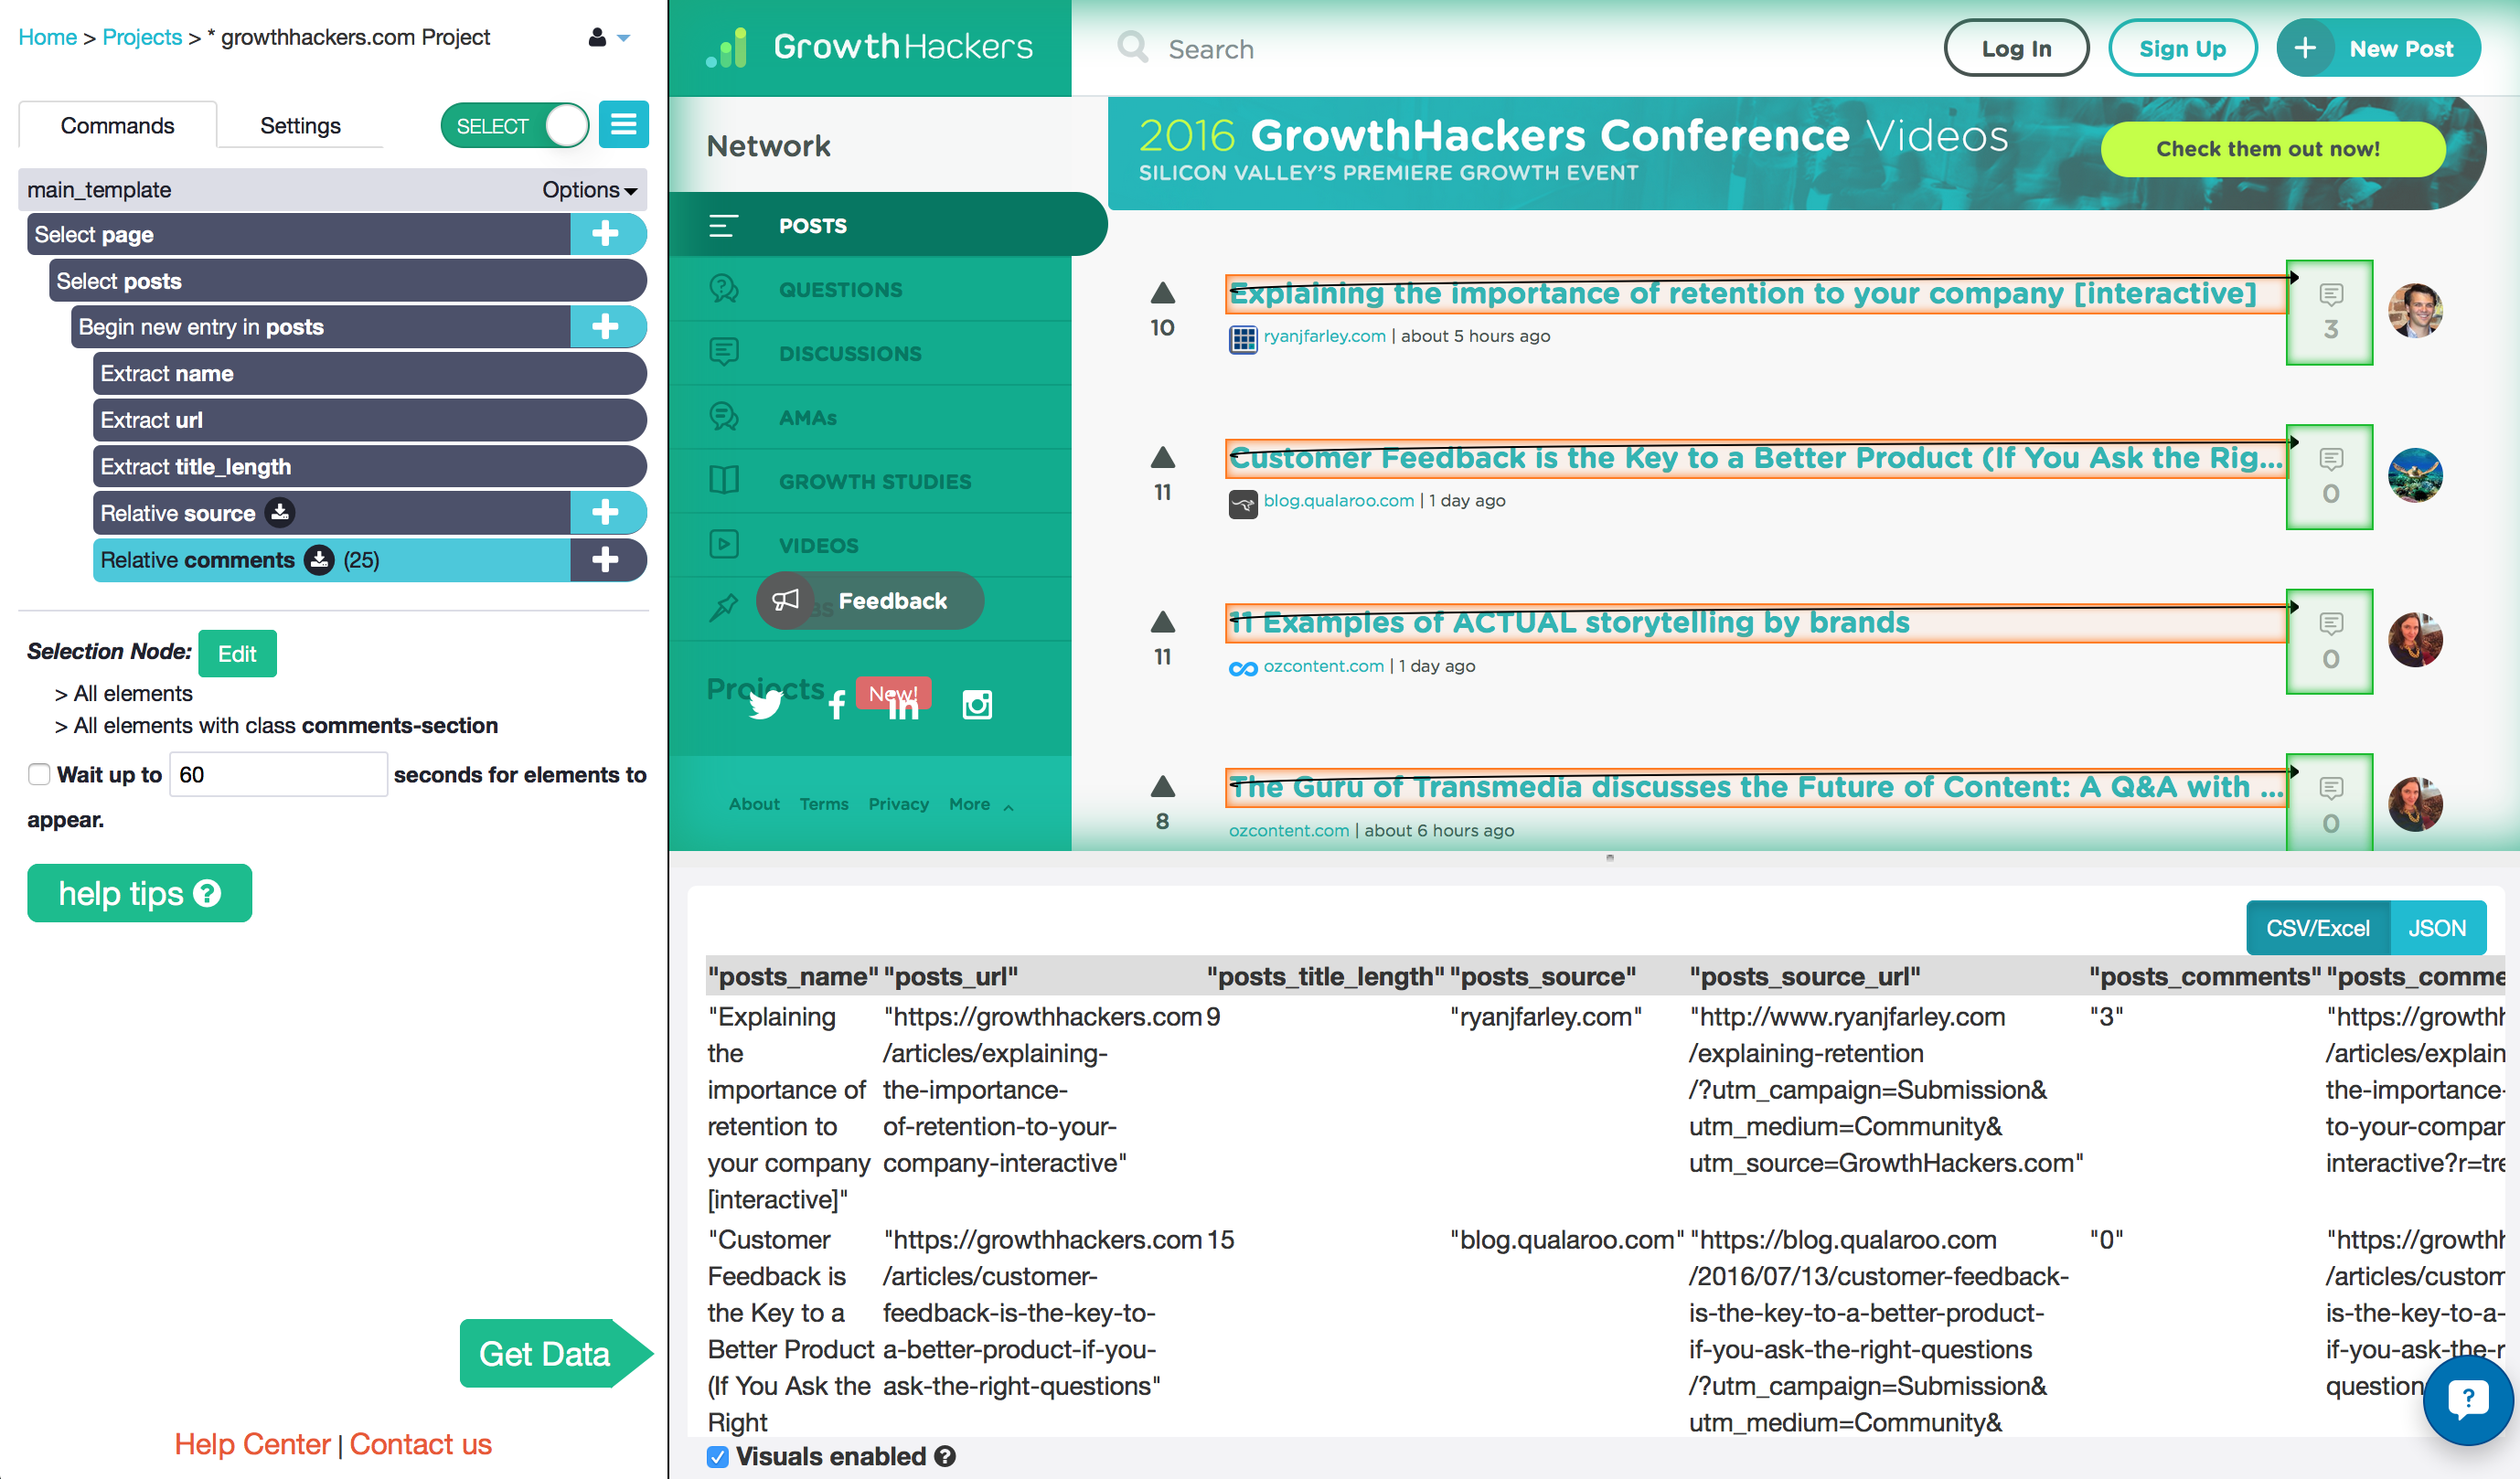 Home > Projects > * growthhackers.com Project
Commands
Settings
SELECT
main_template
Options
Select page
Select posts
Begin new entry in posts
Extract name
Extract url
Extract title_length
Relative source
Relative comments (25)
Selection Node: Edit
> All elements
> All elements with class comments-section
Wait up to 60 seconds for elements to
appear.
help tips ?
Get Data
Help Center | Contact us
GrowthHackers
Search
Log In
Sign Up
+ New Post
Network
POSTS
QUESTIONS
DISCUSSIONS
AMAs
GROWTH STUDIES
VIDEOS
Feedback
Projects New!
About Terms Privacy More
2016 GrowthHackers Conference Videos
SILICON VALLEY'S PREMIERE GROWTH EVENT
Check them out now!
10
Explaining the importance of retention to your company [interactive]
ryanjfarley.com | about 5 hours ago
3
11
Customer Feedback is the Key to a Better Product (If You Ask the Rig...
blog.qualaroo.com | 1 day ago
0
11
11 Examples of ACTUAL storytelling by brands
ozcontent.com | 1 day ago
0
8
The Guru of Transmedia discusses the Future of Content: A Q&A with ...
ozcontent.com | about 6 hours ago
0
CSV/Excel JSON
"posts_name" "posts_url" "posts_title_length" "posts_source" "posts_source_url" "posts_comments" "posts_comme
"Explaining
the
importance of
retention to
your company
[interactive]"
"https://growthhackers.com
/articles/explaining-
the-importance-
of-retention-to-your-
company-interactive"
9
"ryanjfarley.com"
"http://www.ryanjfarley.com
/explaining-retention
/?utm_campaign=Submission&
utm_medium=Community&
utm_source=GrowthHackers.com"
"3"
"https://growth
/articles/explain
the-importance-
to-your-compar
interactive?r=tre
"Customer
Feedback is
the Key to a
Better Product
(If You Ask the
Right
"https://growthhackers.com
/articles/customer-
feedback-is-the-key-to-
a-better-product-if-you-
ask-the-right-questions"
15
"blog.qualaroo.com"
"https://blog.qualaroo.com
/2016/07/13/customer-feedback-
is-the-key-to-a-better-product-
if-you-ask-the-right-questions
/?utm_campaign=Submission&
utm_medium=Community&
"0"
"https://growth
/articles/custom
is-the-key-to-a-
if-you-ask-the-r
question
Visuals enabled ?